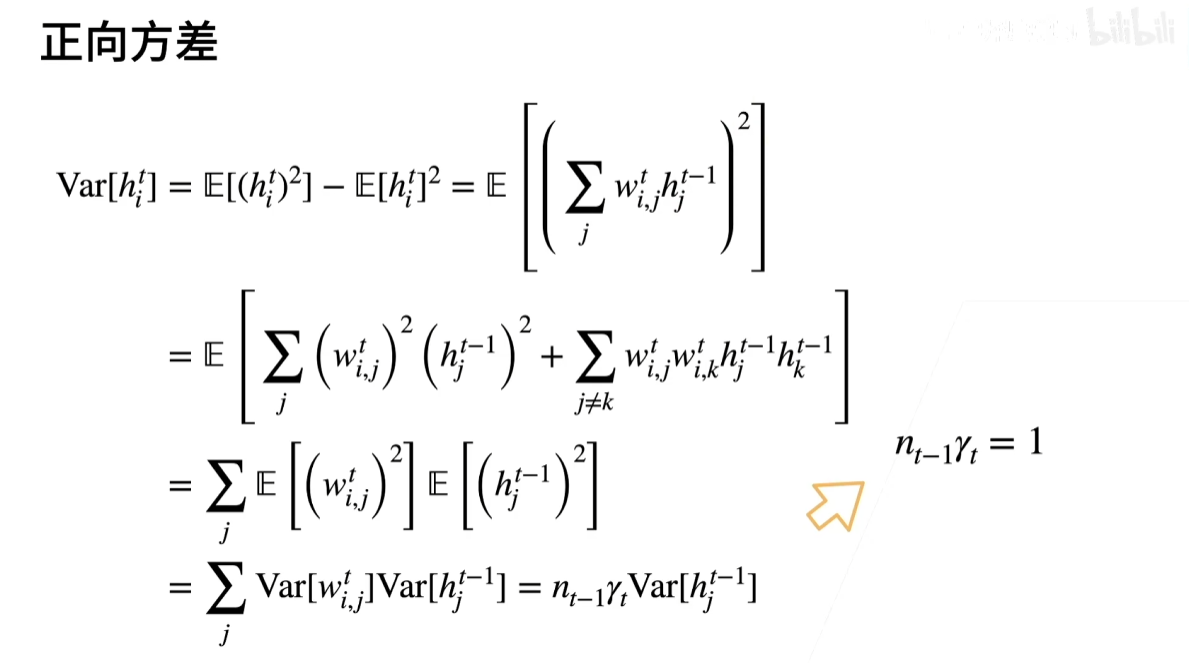 正向方差
bilibili
Var[h_i^t] = 𝔼[(h_i^t)^2] − 𝔼[h_i^t]^2 = 𝔼 [ ( ∑_j w_{i,j}^t h_j^{t−1} )^2 ]
= 𝔼 [ ∑_j (w_{i,j}^t)^2 (h_j^{t−1})^2 + ∑_{j≠k} w_{i,j}^t w_{i,k}^t h_j^{t−1} h_k^{t−1} ]
= ∑_j 𝔼 [ (w_{i,j}^t)^2 ] 𝔼 [ (h_j^{t−1})^2 ]
= ∑_j Var[w_{i,j}^t]Var[h_j^{t−1}] = n_{t−1}γ_t Var[h_j^{t−1}]
n_{t−1}γ_t = 1